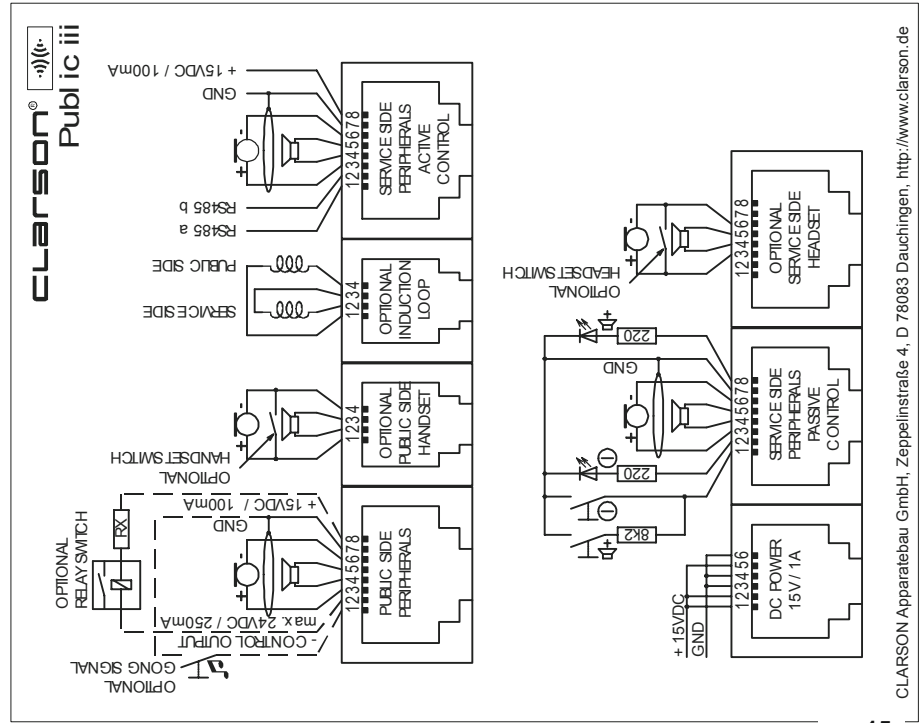 CLarson®
Public iii
+ 15VDC / 100mA
GND
+
12345678
SERVICE SIDE
PERIPHERALS
ACTIVE
CONTROL
RS485 b
RS485 a
PUBLIC SIDE
SERVICE SIDE
1234
OPTIONAL
INDUCTION
LOOP
OPTIONAL
HANDSET SWITCH
+
1234
OPTIONAL
PUBLIC SIDE
HANDSET
OPTIONAL
RELAY SWITCH
RX
+ 15VDC / 100mA
GND
+
12345678
PUBLIC SIDE
PERIPHERALS
max. 24VDC / 250mA
- CONTROL OUTPUT
OPTIONAL
GONG SIGNAL
OPTIONAL
HEADSET SWITCH
+
12345678
OPTIONAL
SERVICE SIDE
HEADSET
220
GND
+
220
8K2
12345678
SERVICE SIDE
PERIPHERALS
PASSIVE
CONTROL
+ 15VDC
GND
123456
DC POWER
15V / 1A
CLARSON Apparatebau GmbH, Zeppelinstraße 4, D 78083 Dauchingen, http://www.clarson.de